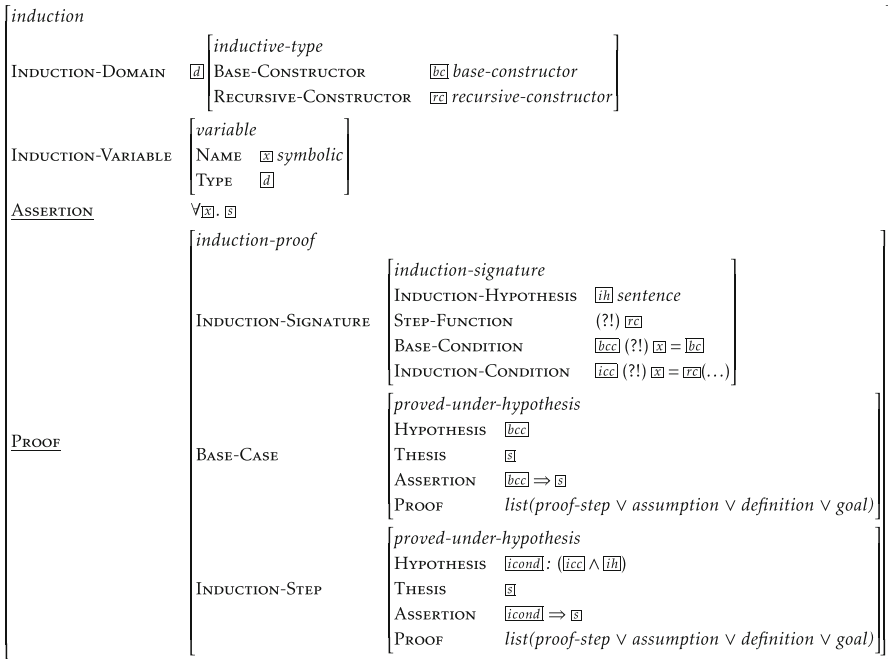 induction
INDUCTION-DOMAIN d inductive-type
BASE-CONSTRUCTOR bc base-constructor
RECURSIVE-CONSTRUCTOR rc recursive-constructor
INDUCTION-VARIABLE variable
NAME x symbolic
TYPE d
ASSERTION ∀x. s
PROOF induction-proof
INDUCTION-SIGNATURE induction-signature
INDUCTION-HYPOTHESIS ih sentence
STEP-FUNCTION (?!) rc
BASE-CONDITION bcc (?!) x = bc
INDUCTION-CONDITION icc (?!) x = rc(...)
BASE-CASE proved-under-hypothesis
HYPOTHESIS bcc
THESIS s
ASSERTION bcc ⇒ s
PROOF list(proof-step ∨ assumption ∨ definition ∨ goal)
INDUCTION-STEP proved-under-hypothesis
HYPOTHESIS icond : (icc ∧ ih)
THESIS s
ASSERTION icond ⇒ s
PROOF list(proof-step ∨ assumption ∨ definition ∨ goal)